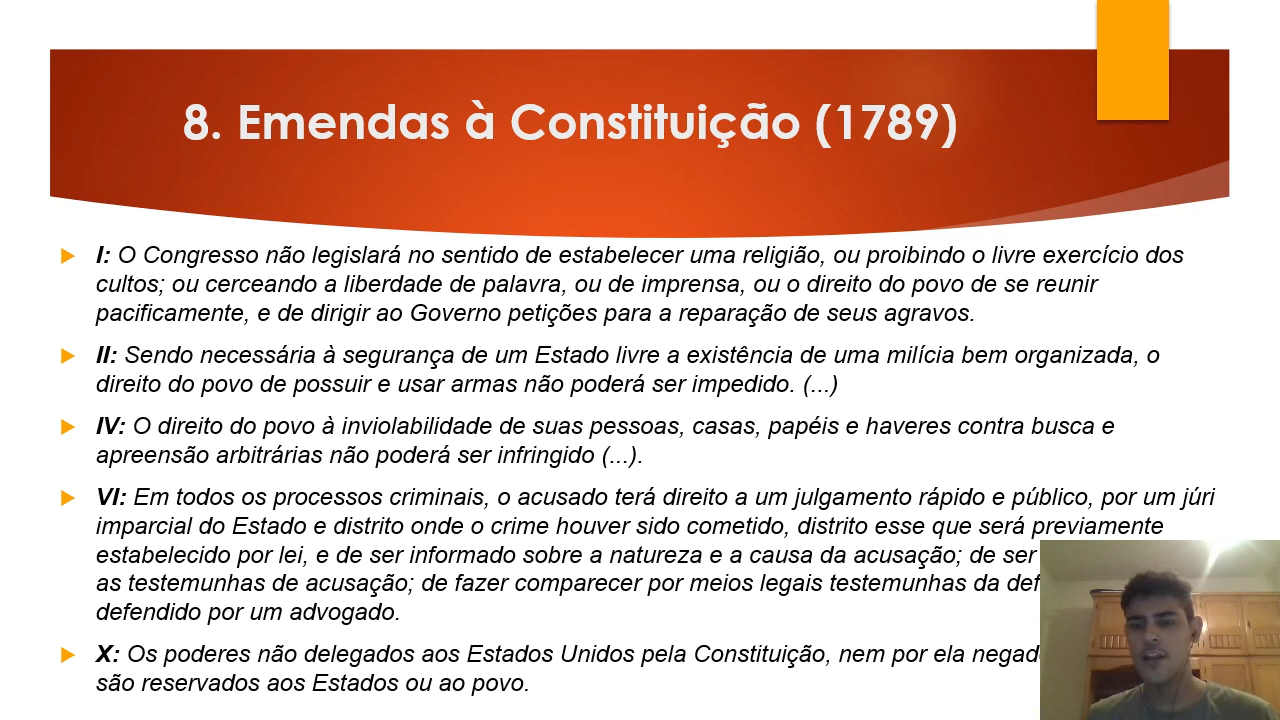 8. Emendas à Constituição (1789)
I: O Congresso não legislará no sentido de estabelecer uma religião, ou proibindo o livre exercício dos
cultos; ou cerceando a liberdade de palavra, ou de imprensa, ou o direito do povo de se reunir
pacificamente, e de dirigir ao Governo petições para a reparação de seus agravos.
II: Sendo necessária à segurança de um Estado livre a existência de uma milícia bem organizada, o
direito do povo de possuir e usar armas não poderá ser impedido. (...)
IV: O direito do povo à inviolabilidade de suas pessoas, casas, papéis e haveres contra busca e
apreensão arbitrárias não poderá ser infringido (...).
VI: Em todos os processos criminais, o acusado terá direito a um julgamento rápido e público, por um júri
imparcial do Estado e distrito onde o crime houver sido cometido, distrito esse que será previamente
estabelecido por lei, e de ser informado sobre a natureza e a causa da acusação; de ser
as testemunhas de acusação; de fazer comparecer por meios legais testemunhas da
defendido por um advogado.
X: Os poderes não delegados aos Estados Unidos pela Constituição, nem por ela
são reservados aos Estados ou ao povo.